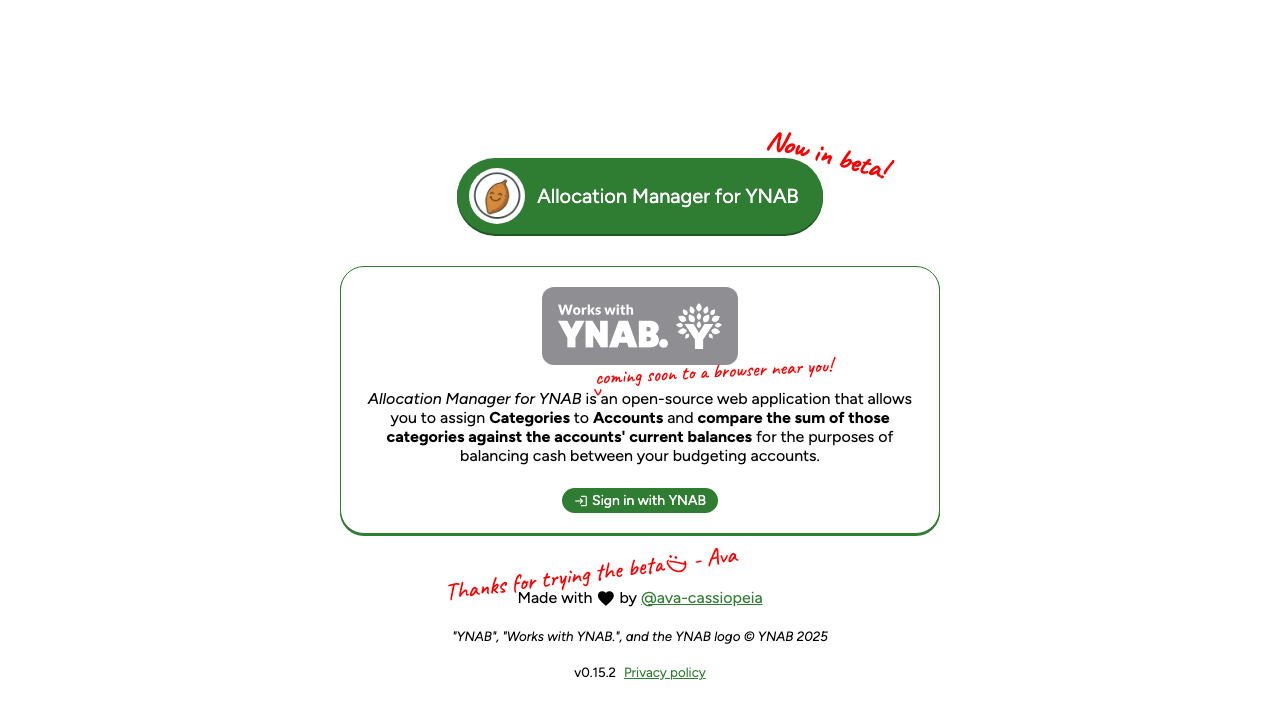 Now in beta!
Allocation Manager for YNAB
Works with
YNAB.
coming soon to a browser near you!
Allocation Manager for YNAB is an open-source web application that allows
you to assign Categories to Accounts and compare the sum of those
categories against the accounts' current balances for the purposes of
balancing cash between your budgeting accounts.
Sign in with YNAB
Thanks for trying the beta - Ava
Made with by @ava-cassiopeia
"YNAB", "Works with YNAB.", and the YNAB logo © YNAB 2025
v0.15.2 Privacy policy